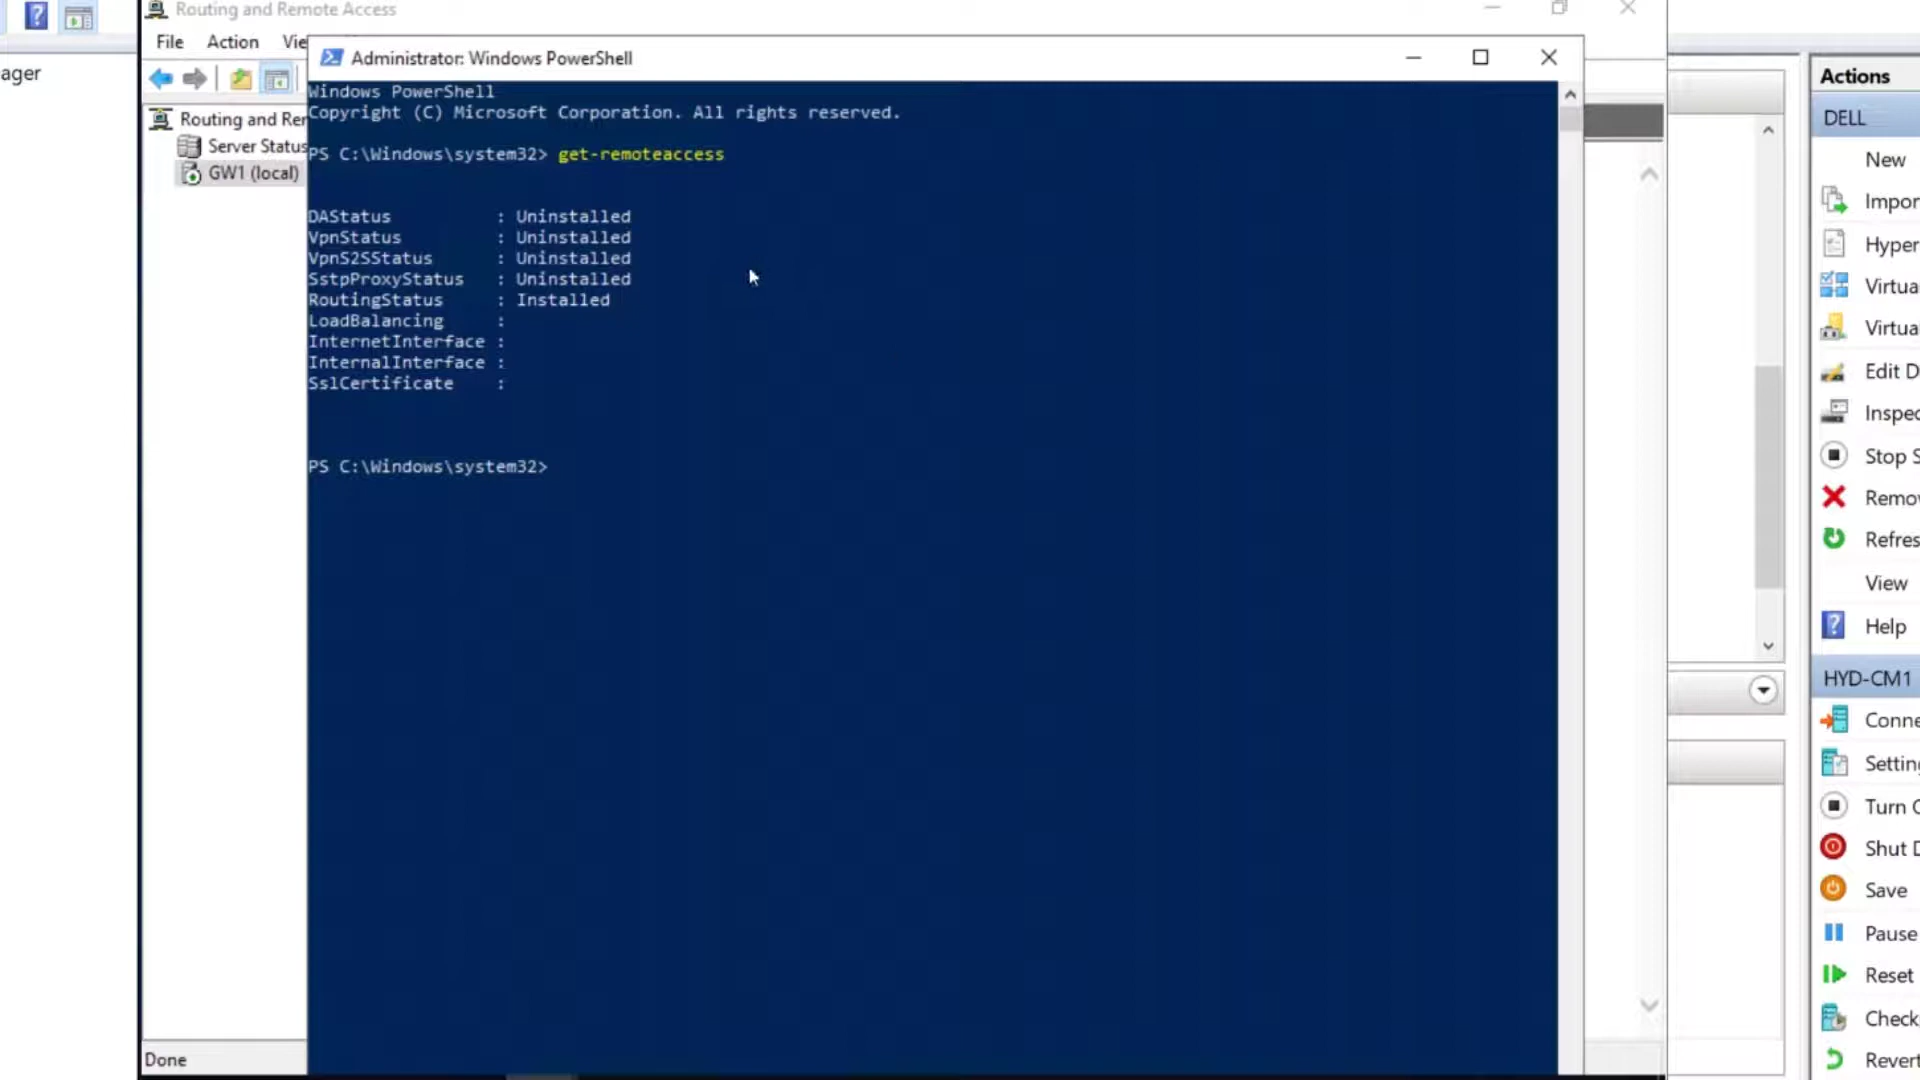 Routing and Remote Access
ager
File Action Vie
Administrator: Windows PowerShell
Routing and Rer
Server Status
GW1 (local)
Windows PowerShell
Copyright (C) Microsoft Corporation. All rights reserved.
PS C:\Windows\system32> get-remoteaccess
DAStatus : Uninstalled
VpnStatus : Uninstalled
VpnS2SStatus : Uninstalled
SstpProxyStatus : Uninstalled
RoutingStatus : Installed
LoadBalancing :
InternetInterface :
InternalInterface :
SslCertificate :
PS C:\Windows\system32>
Done
Actions
DELL
New
Impor
Hyper
Virtua
Virtua
Edit D
Inspec
Stop S
Remov
Refres
View
Help
HYD-CM1
Conne
Setting
Turn O
Shut D
Save
Pause
Reset
Check
Revert